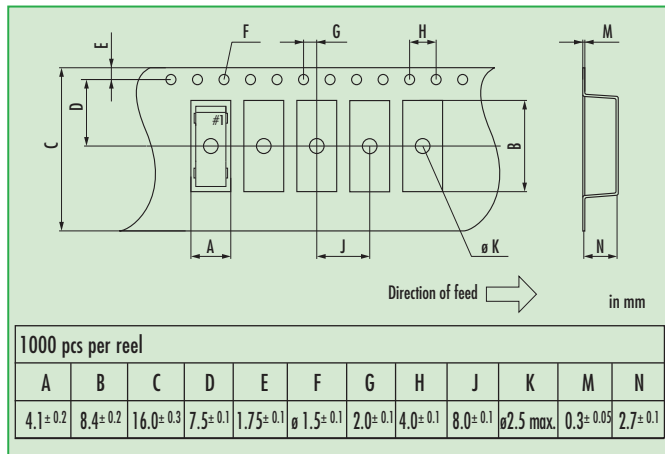 F G H M
E
D
C
#1
B
A J ø K N
Direction of feed
in mm
1000 pcs per reel
A B C D E F G H J K M N
4.1± 0.2 8.4± 0.2 16.0± 0.3 7.5± 0.1 1.75± 0.1 ø 1.5± 0.1 2.0± 0.1 4.0± 0.1 8.0± 0.1 ø2.5 max. 0.3± 0.05 2.7± 0.1